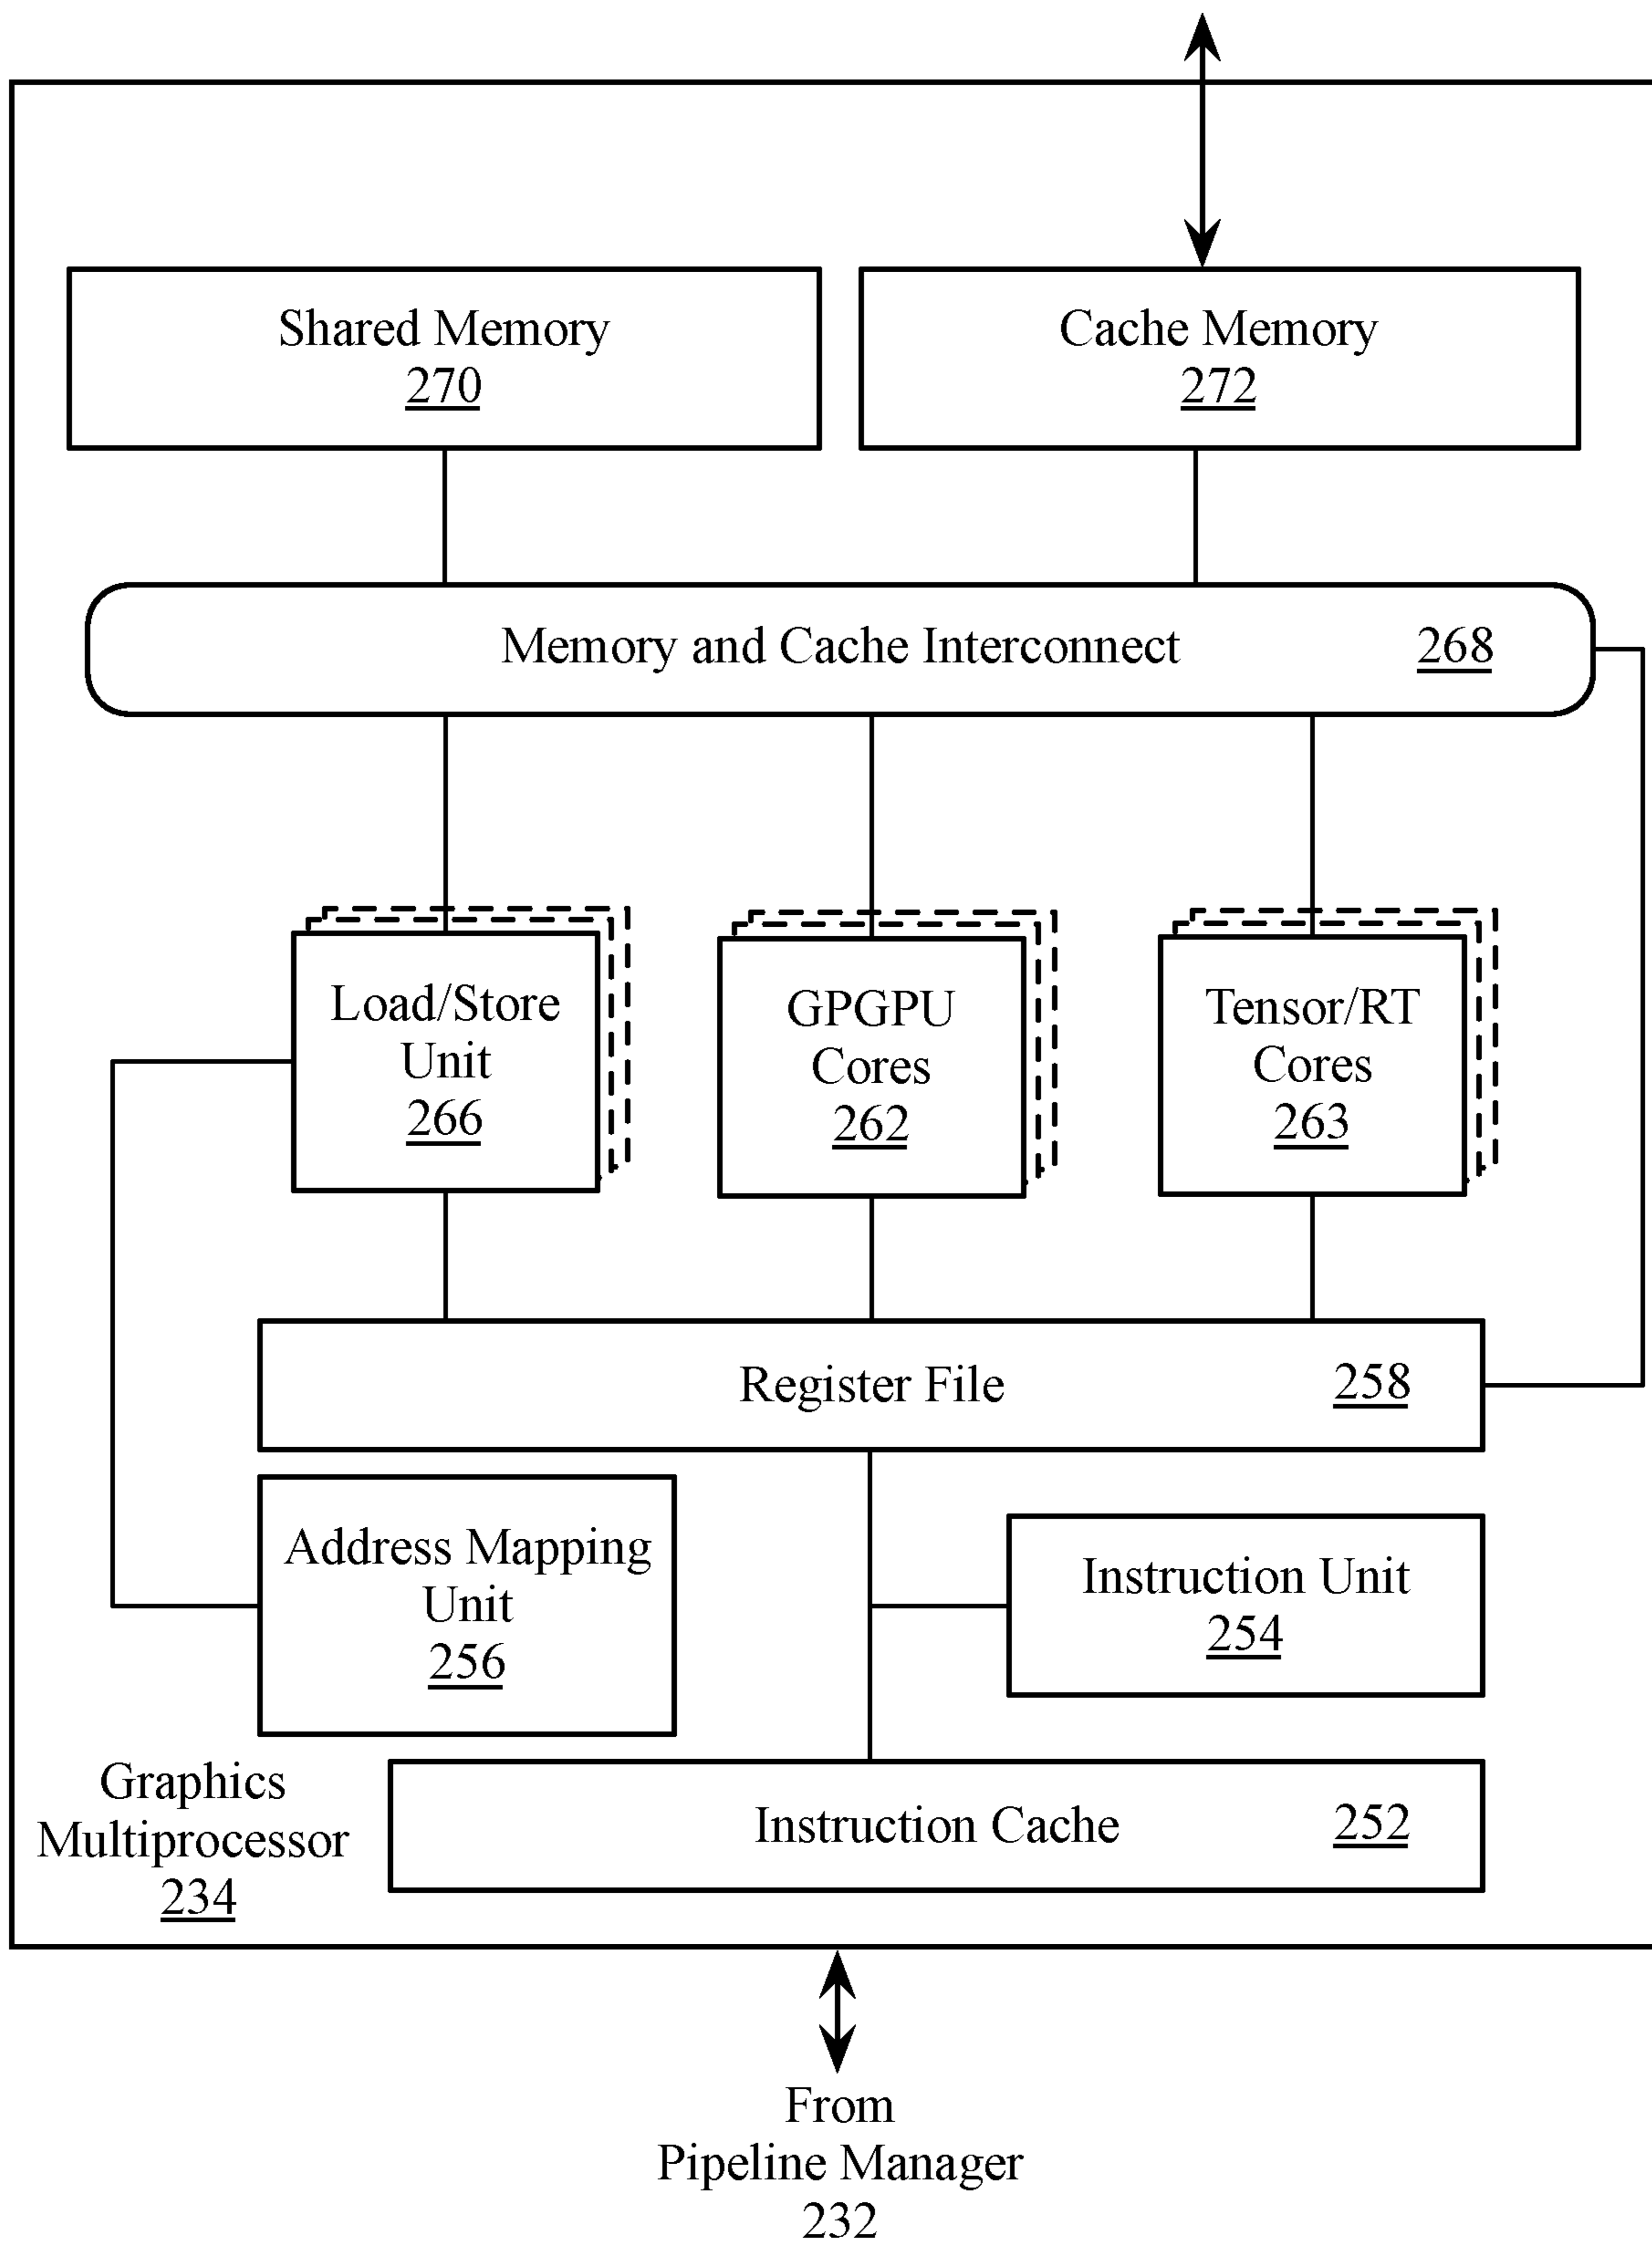 Shared Memory
270
Cache Memory
272
Memory and Cache Interconnect 268
Load/Store
Unit
266
GPGPU
Cores
262
Tensor/RT
Cores
263
Register File 258
Address Mapping
Unit
256
Instruction Unit
254
Graphics
Multiprocessor
234
Instruction Cache 252
From
Pipeline Manager
232